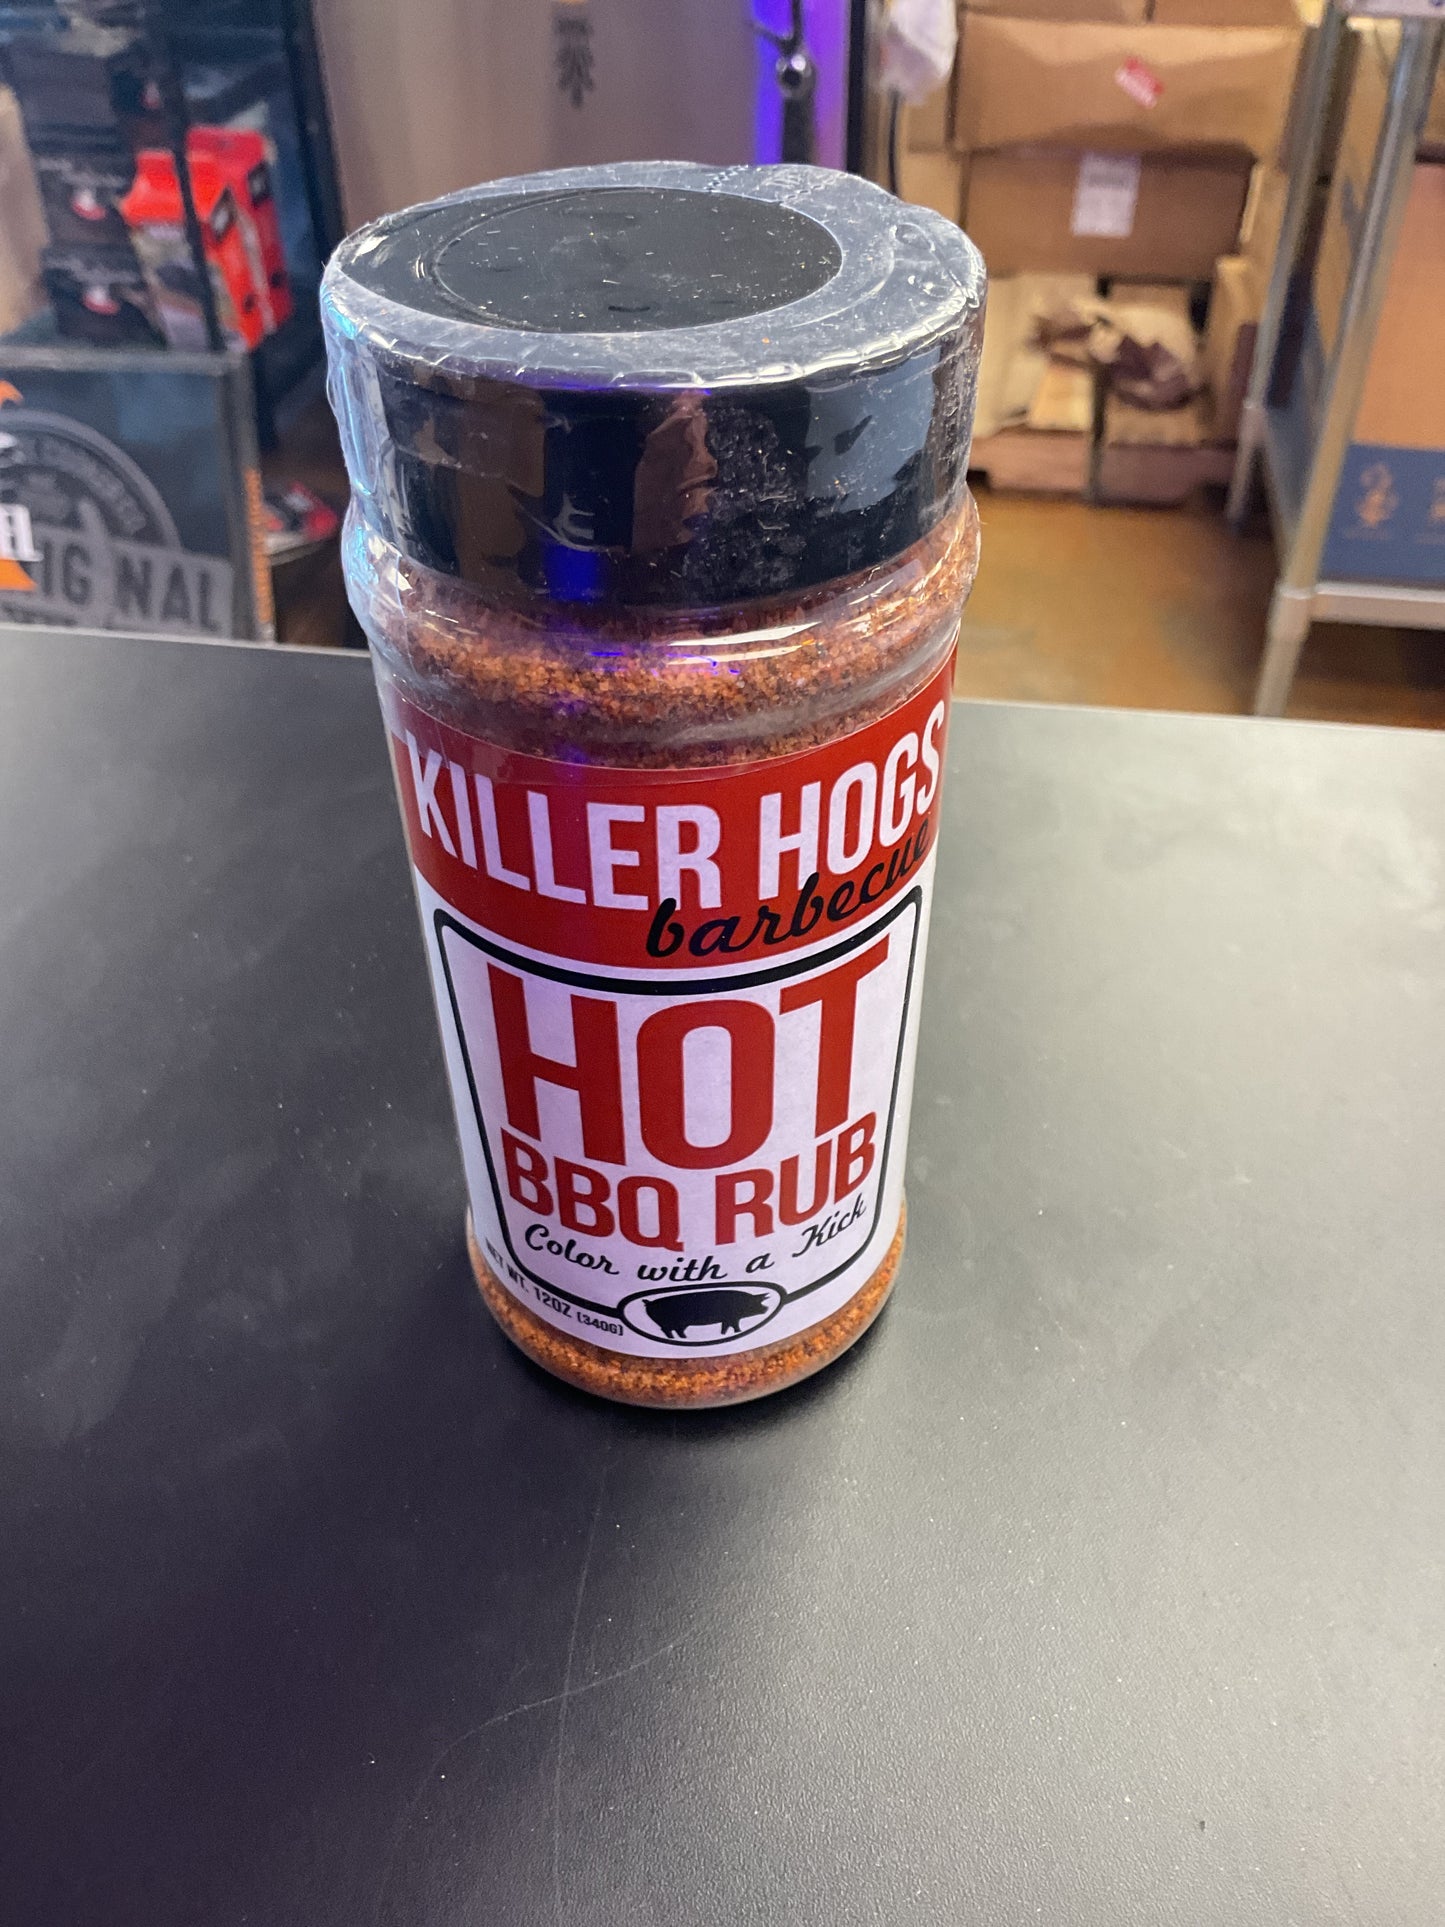 KILLER HOGS
barbecue
HOT
BBQ RUB
Color with a Kick
NET WT. 12OZ (340G)